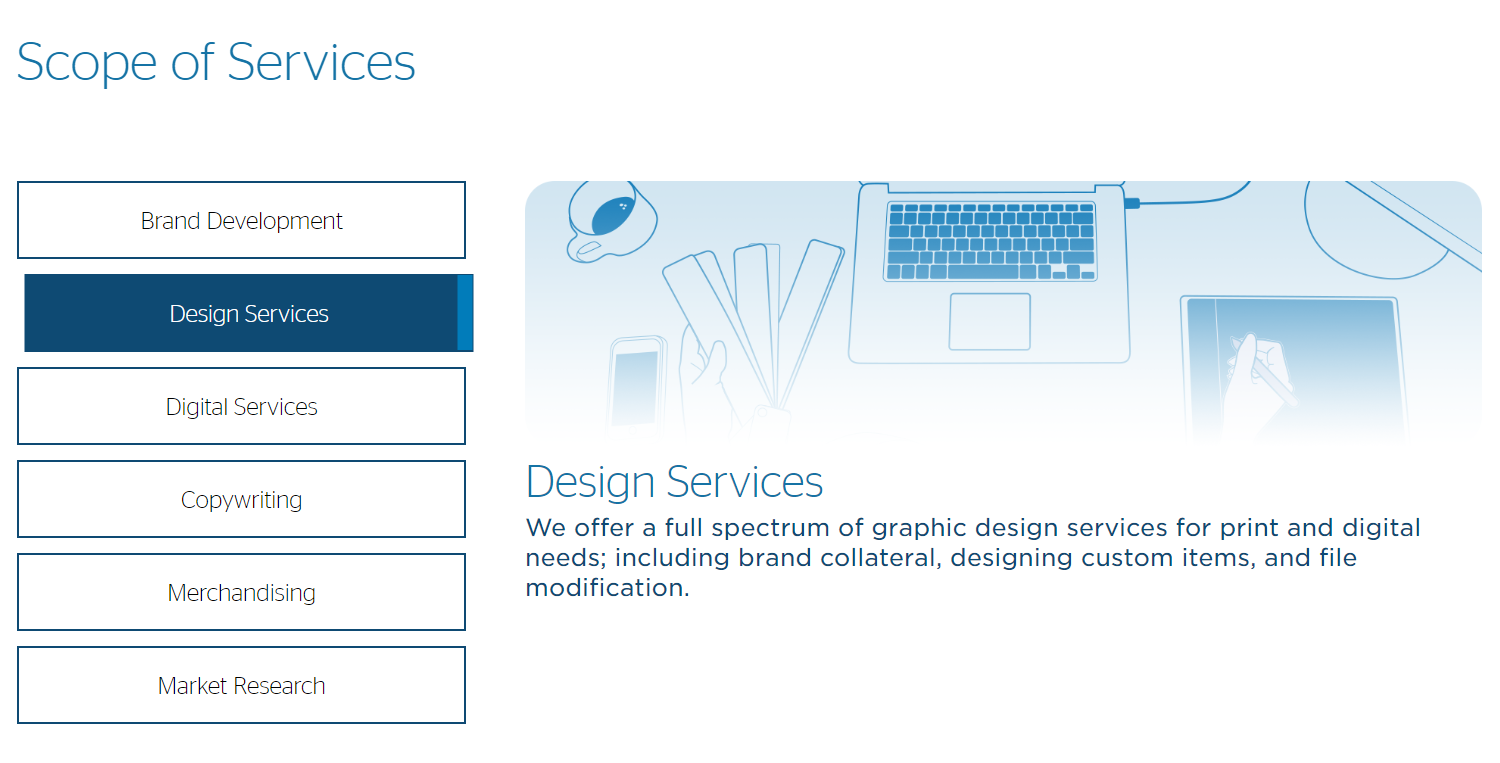 Scope of Services
Brand Development
Design Services
Digital Services
Copywriting
Merchandising
Market Research
Design Services
We offer a full spectrum of graphic design services for print and digital
needs; including brand collateral, designing custom items, and file
modification.